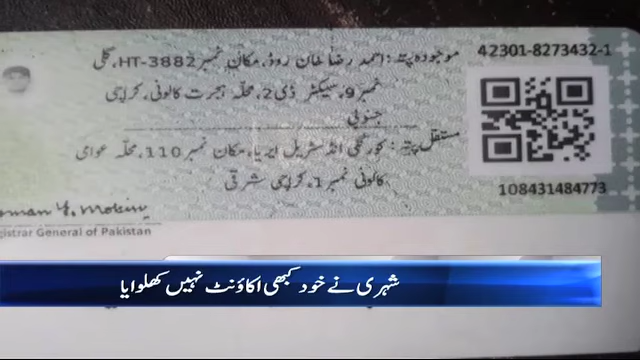 موجودہ پتہ: احمد رضا خان روڈ، مکان نمبر HT-3882، گلی
نمبر 9، سیکٹر ڈی 2، محلہ ہجرت کالونی، کراچی
جنوبی
مستقل پتہ: کورنگی انڈسٹریل ایریا، مکان نمبر 110، محلہ عوامی
کالونی نمبر 1، کراچی شرقی
42301-8273432-1
108431484773
gistrar General of Pakistan
شہری نے خود کبھی اکاؤنٹ نہیں کھلوایا